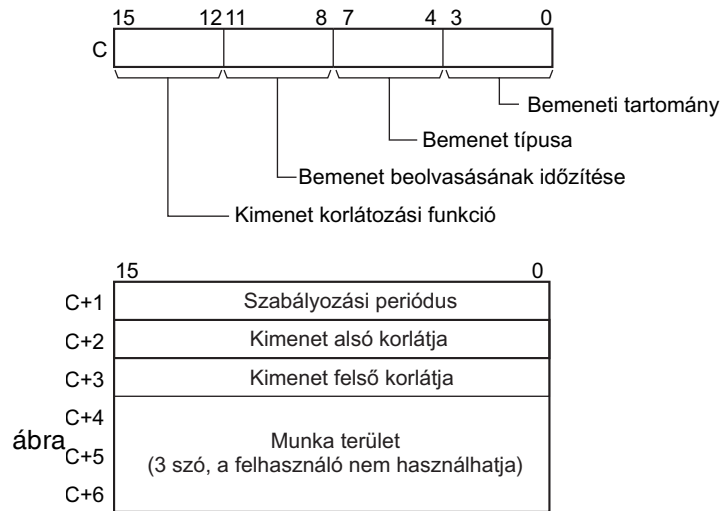 15 12 11 8 7 4 3 0
C
Bemeneti tartomány
Bemenet típusa
Bemenet beolvasásának időzítése
Kimenet korlátozási funkció
15 0
C+1 Szabályozási periódus
C+2 Kimenet alsó korlátja
C+3 Kimenet felső korlátja
C+4
Munka terület
ábra
C+5 (3 szó, a felhasználó nem használhatja)
C+6